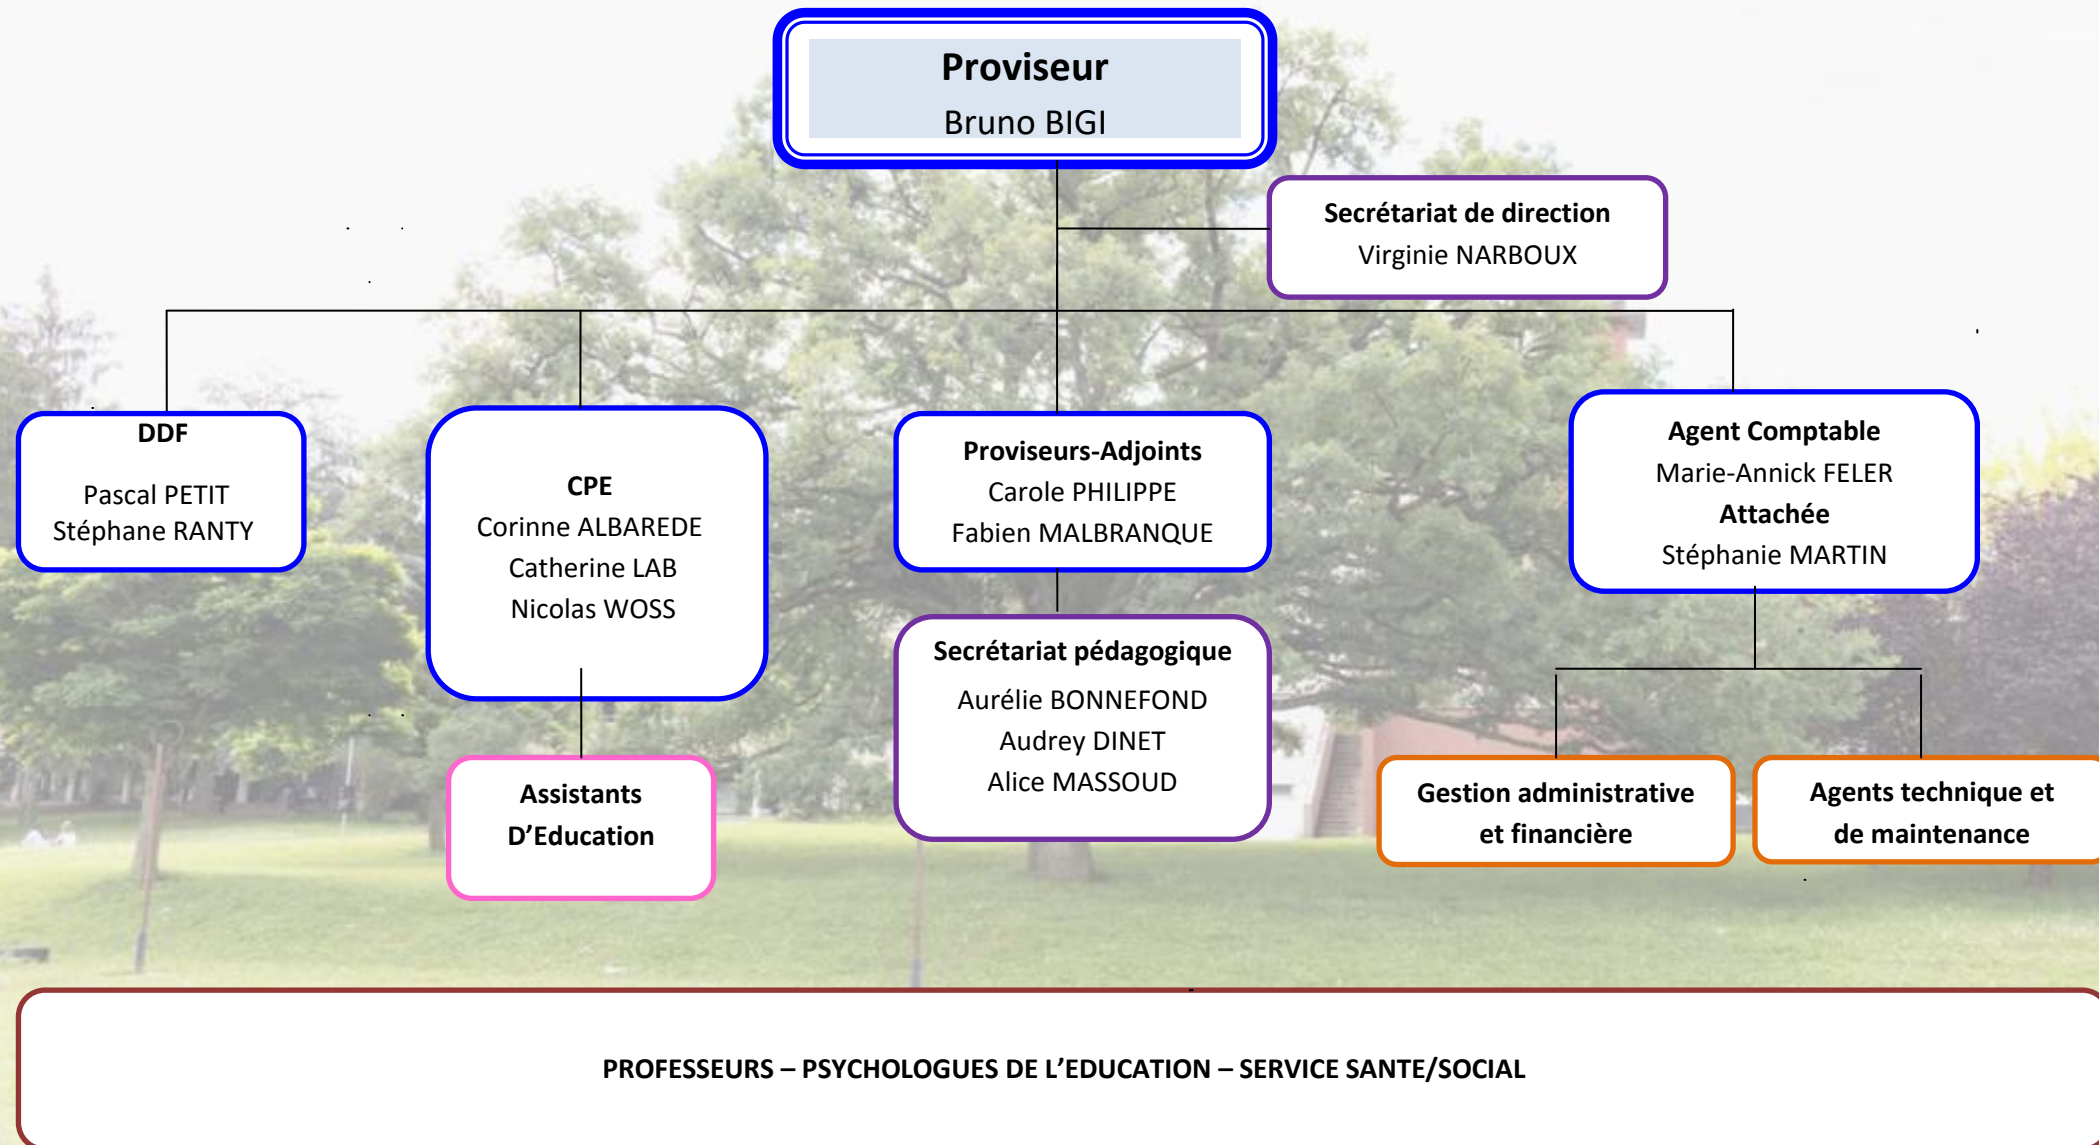 Proviseur
Bruno BIGI
Secrétariat de direction
Virginie NARBOUX
DDF
Pascal PETIT
Stéphane RANTY
CPE
Corinne ALBAREDE
Catherine LAB
Nicolas WOSS
Proviseurs-Adjoints
Carole PHILIPPE
Fabien MALBRANQUE
Agent Comptable
Marie-Annick FELER
Attachée
Stéphanie MARTIN
Secrétariat pédagogique
Aurélie BONNEFOND
Audrey DINET
Alice MASSOUD
Assistants
D’Education
Gestion administrative
et financière
Agents technique et
de maintenance
PROFESSEURS – PSYCHOLOGUES DE L’EDUCATION – SERVICE SANTE/SOCIAL